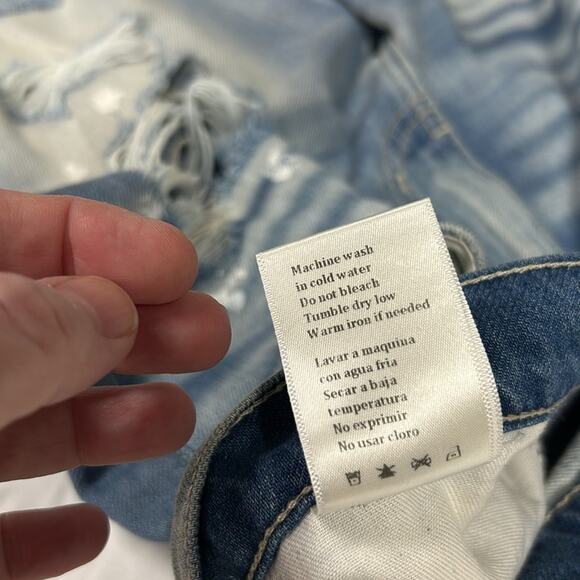 Machine wash
in cold water
Do not bleach
Tumble dry low
Warm iron if needed
Lavar a maquina
con agua fria
Secar a baja
temperatura
No exprimir
No usar cloro